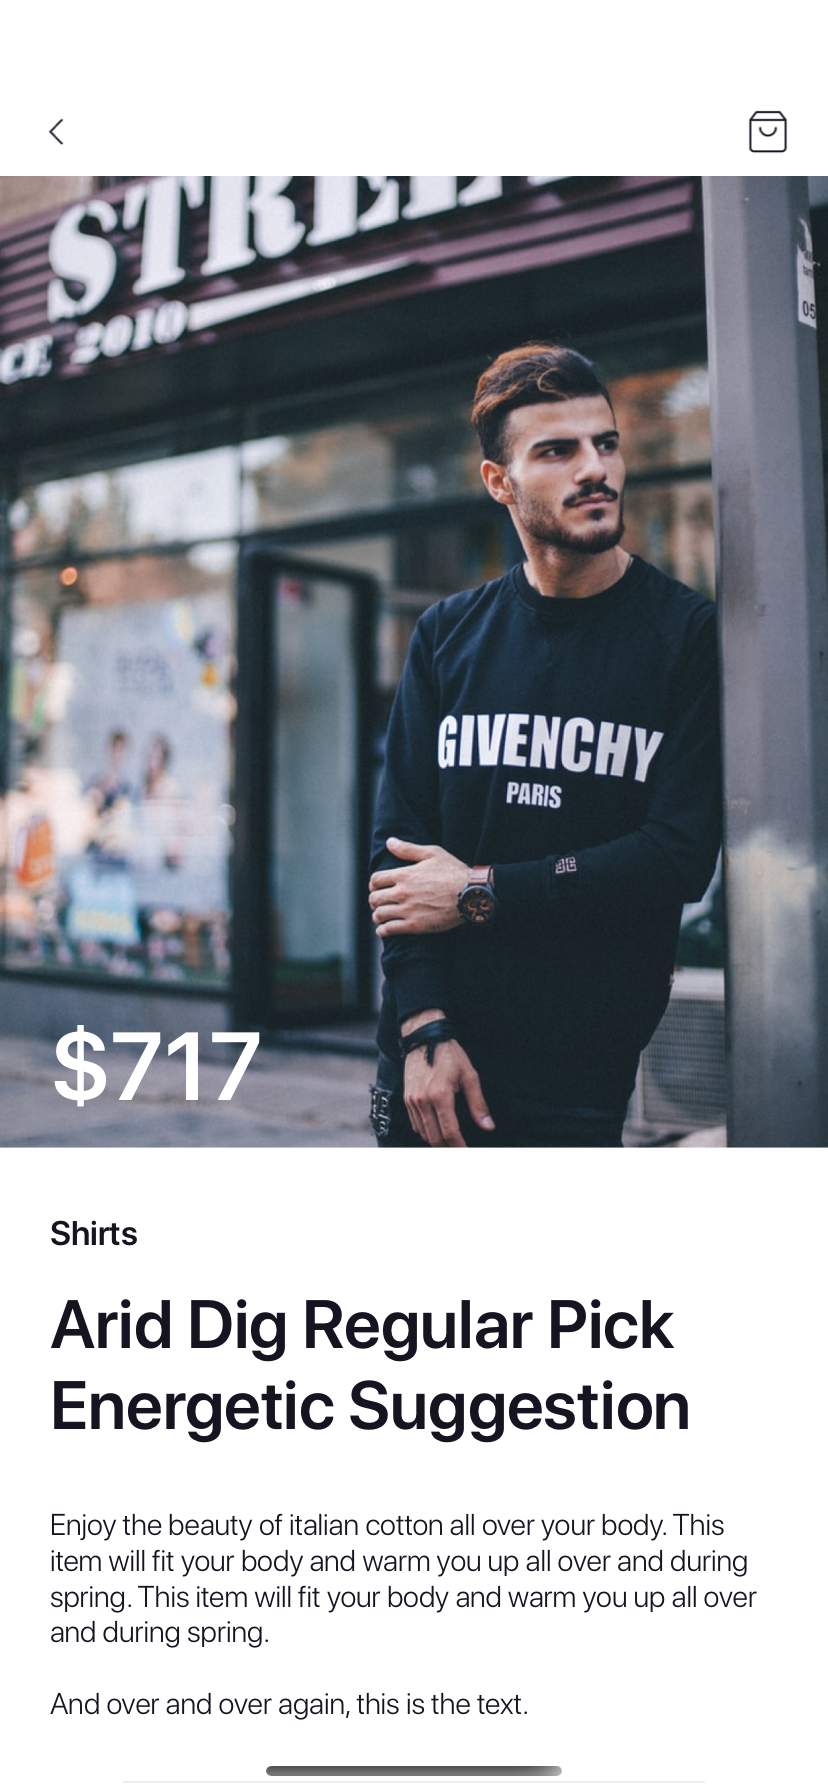 STREE
CE 2010
05
GIVENCHY
PARIS
$717
Shirts
Arid Dig Regular Pick
Energetic Suggestion
Enjoy the beauty of italian cotton all over your body. This
item will fit your body and warm you up all over and during
spring. This item will fit your body and warm you up all over
and during spring.
And over and over again, this is the text.